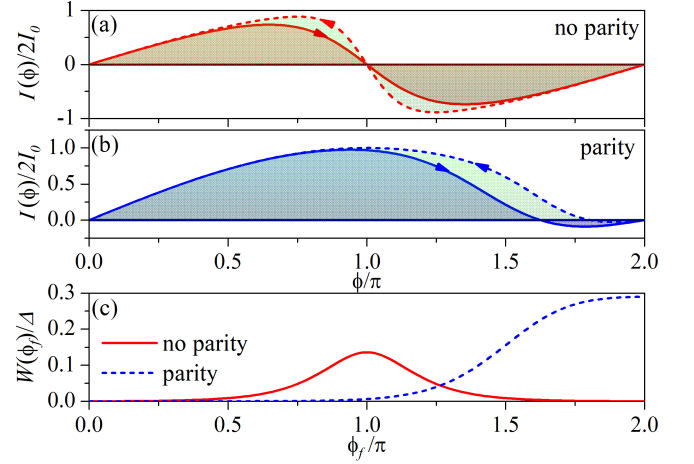 (a)
no parity
I(ϕ)/2I₀
1
0
-1
(b)
parity
I(ϕ)/2I₀
1.0
0.5
0.0
0.0 0.5 1.0 1.5 2.0
ϕ/π
(c)
W(ϕ_f)/Δ
0.3
0.2
0.1
0.0
no parity
parity
0.0 0.5 1.0 1.5 2.0
ϕ_f/π